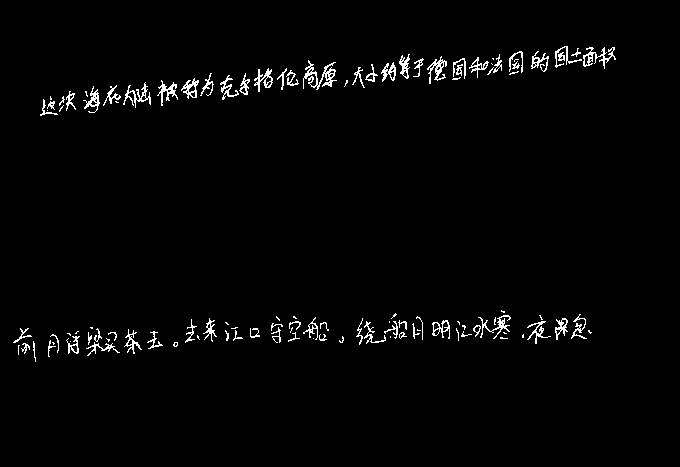 这块海底大陆被称为克尔格伦高原，大小约等于德国和法国的国土面积
前月浮梁买茶去。去来江口守空船。绕船月明江水寒。夜深忽